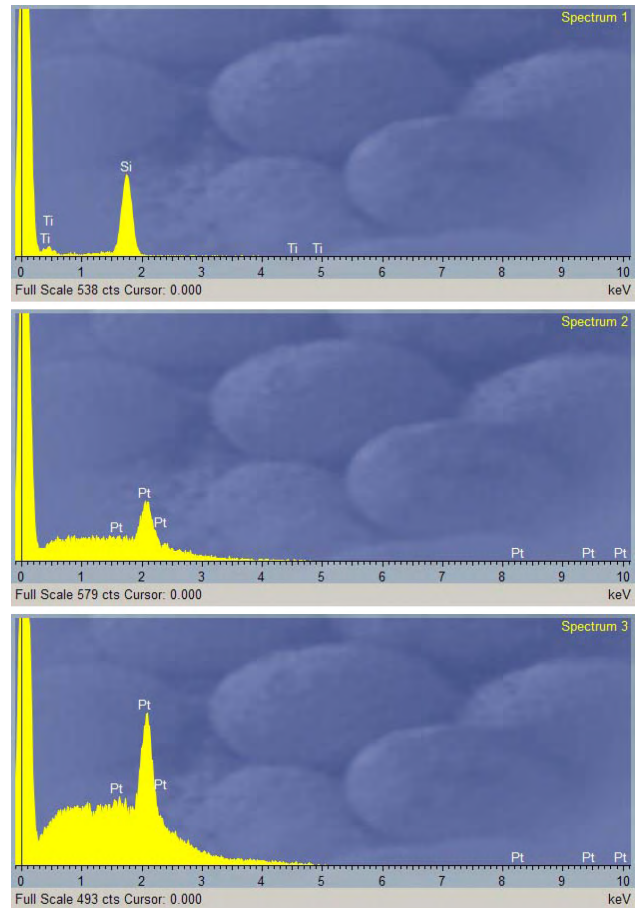 Spectrum 1
Si
Ti
Ti
Ti Ti
0 1 2 3 4 5 6 7 8 9 10
Full Scale 538 cts Cursor: 0.000 keV
Spectrum 2
Pt
Pt Pt
Pt Pt Pt
0 1 2 3 4 5 6 7 8 9 10
Full Scale 579 cts Cursor: 0.000 keV
Spectrum 3
Pt
Pt Pt
Pt Pt Pt
0 1 2 3 4 5 6 7 8 9 10
Full Scale 493 cts Cursor: 0.000 keV